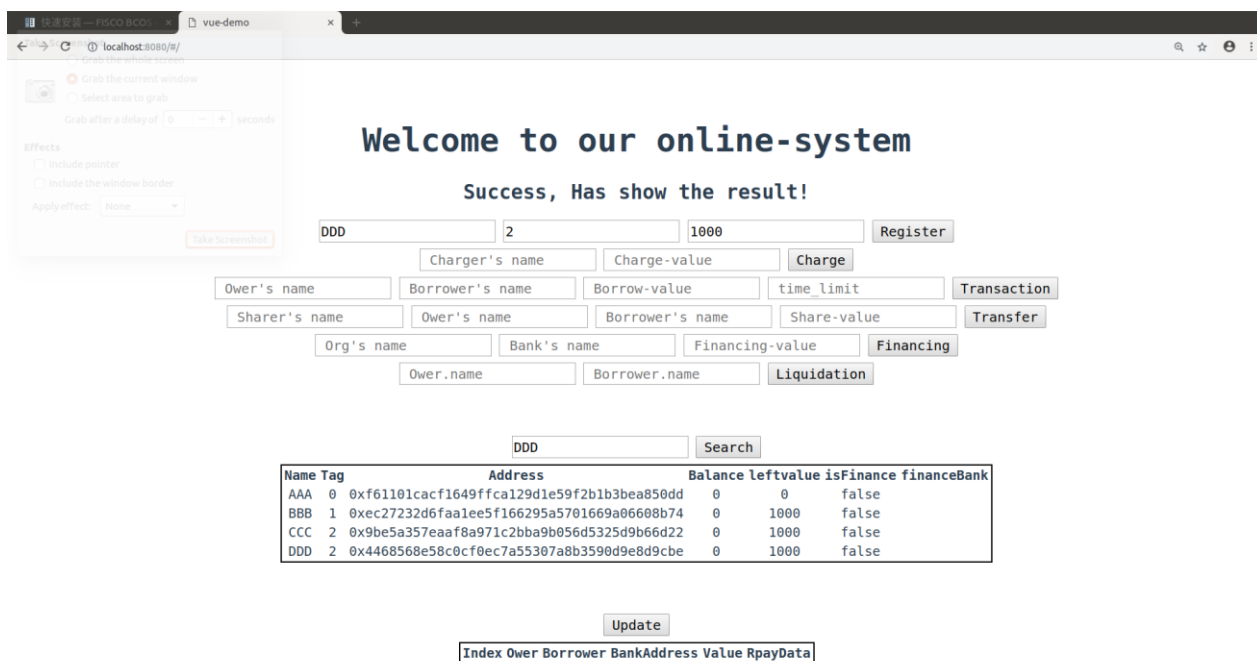 快速安装 — FISCO BCOS × vue-demo × +
localhost:8080/#/
Take Screenshot
Grab the whole screen
Grab the current window
Select area to grab
Grab after a delay of 0 − + seconds
Effects
Include pointer
Include the window border
Apply effect: None
Take Screenshot
Welcome to our online-system
Success, Has show the result!
DDD 2 1000 Register
Charger's name Charge-value Charge
Ower's name Borrower's name Borrow-value time_limit Transaction
Sharer's name Ower's name Borrower's name Share-value Transfer
Org's name Bank's name Financing-value Financing
Ower.name Borrower.name Liquidation
DDD Search
Name Tag Address Balance leftvalue isFinance financeBank
AAA 0 0xf61101cacf1649ffca129d1e59f2b1b3bea850dd 0 0 false
BBB 1 0xec27232d6faa1ee5f166295a5701669a06608b74 0 1000 false
CCC 2 0x9be5a357eaaf8a971c2bba9b056d5325d9b66d22 0 1000 false
DDD 2 0x4468568e58c0cf0ec7a55307a8b3590d9e8d9cbe 0 1000 false
Update
Index Ower Borrower BankAddress Value RpayData